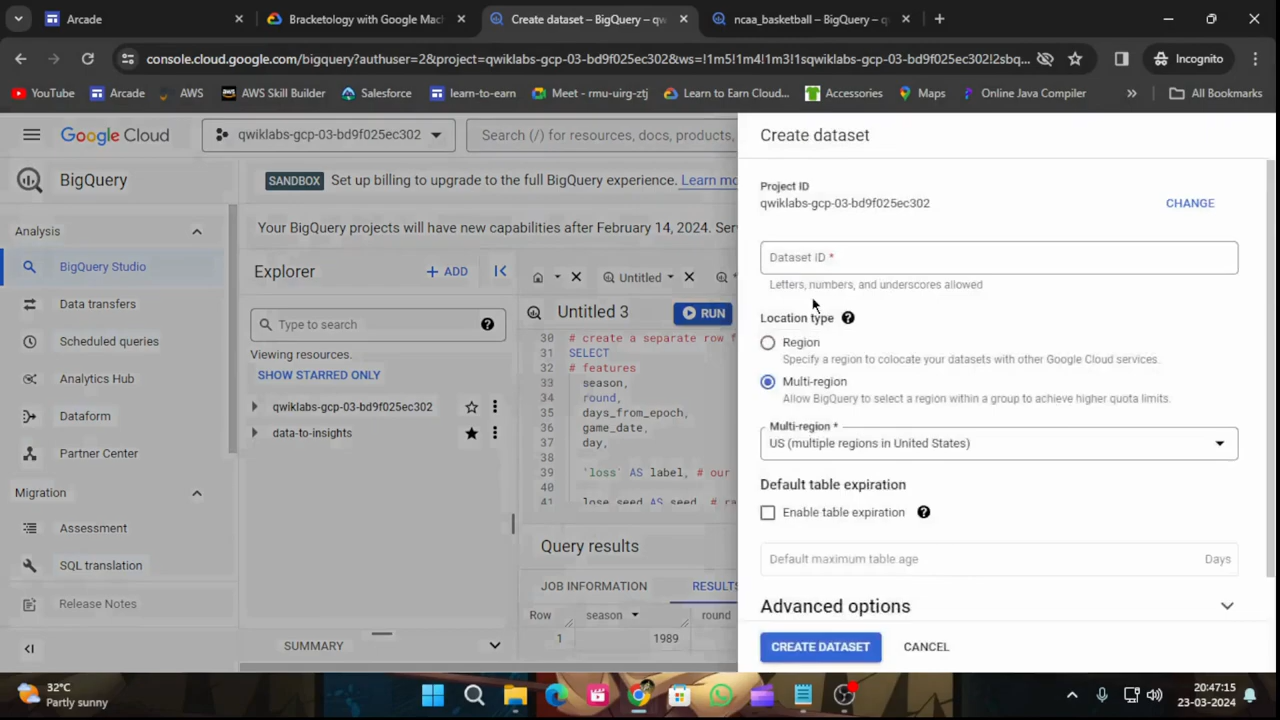 Arcade
Bracketology with Google Mac
Create dataset – BigQuery – qw
ncaa_basketball – BigQuery – q
console.cloud.google.com/bigquery?authuser=2&project=qwiklabs-gcp-03-bd9f025ec302&ws=!1m5!1m4!1m3!1sqwiklabs-gcp-03-bd9f025ec302!2sbq...
Incognito
YouTube
Arcade
AWS
AWS Skill Builder
Salesforce
learn-to-earn
Meet - rmu-uirg-ztj
Learn to Earn Cloud...
Accessories
Maps
Online Java Compiler
All Bookmarks
Google Cloud
qwiklabs-gcp-03-bd9f025ec302
Search (/) for resources, docs, products,
BigQuery
SANDBOX Set up billing to upgrade to the full BigQuery experience. Learn mo
Your BigQuery projects will have new capabilities after February 14, 2024. Ser
Analysis
BigQuery Studio
Data transfers
Scheduled queries
Analytics Hub
Dataform
Partner Center
Migration
Assessment
SQL translation
Release Notes
Explorer
+ ADD
Type to search
Viewing resources.
SHOW STARRED ONLY
qwiklabs-gcp-03-bd9f025ec302
data-to-insights
SUMMARY
Untitled
Untitled 3
RUN
30 # create a separate row f
31 SELECT
32 # features
33 season,
34 round,
35 days_from_epoch,
36 game_date,
37 day,
38
39 `loss` AS label, # our
40
41 lose_seed AS seed, # ra
Query results
JOB INFORMATION
RESULTS
Row season round
1 1989
Create dataset
Project ID
qwiklabs-gcp-03-bd9f025ec302
CHANGE
Dataset ID *
Letters, numbers, and underscores allowed
Location type
Region
Specify a region to colocate your datasets with other Google Cloud services.
Multi-region
Allow BigQuery to select a region within a group to achieve higher quota limits.
Multi-region *
US (multiple regions in United States)
Default table expiration
Enable table expiration
Default maximum table age
Days
Advanced options
CREATE DATASET
CANCEL
32°C
Partly sunny
20:47:15
23-03-2024